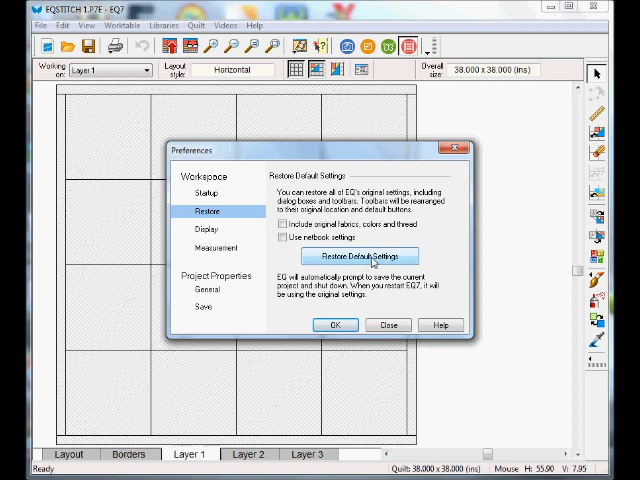 EQSTITCH 1.P7E - EQ7
File Edit View Worktable Libraries Quilt Videos Help
Working on: Layer 1
Layout style: Horizontal
Overall size: 38.000 x 38.000 (ins)
Preferences
Workspace
Startup
Restore
Display
Measurement
Project Properties
General
Save
Restore Default Settings
You can restore all of EQ's original settings, including
dialog boxes and toolbars. Toolbars will be rearranged
to their original location and default buttons.
Include original fabrics, colors and thread
Use netbook settings
Restore Default Settings
EQ will automatically prompt to save the current
project and shut down. When you restart EQ7, it will
be using the original settings.
OK Close Help
Layout Borders Layer 1 Layer 2 Layer 3
Ready Quilt: 38.000 x 38.000 (ins) Mouse H: 55.90 V: 7.95